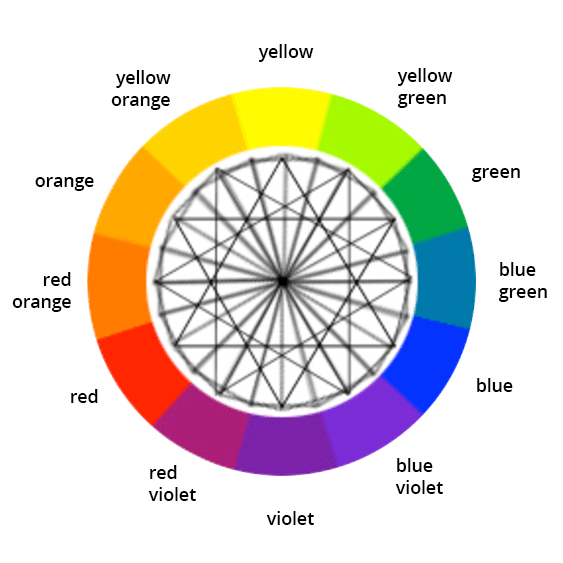 yellow
yellow
green
green
blue
green
blue
blue
violet
violet
red
violet
red
red
orange
orange
yellow
orange